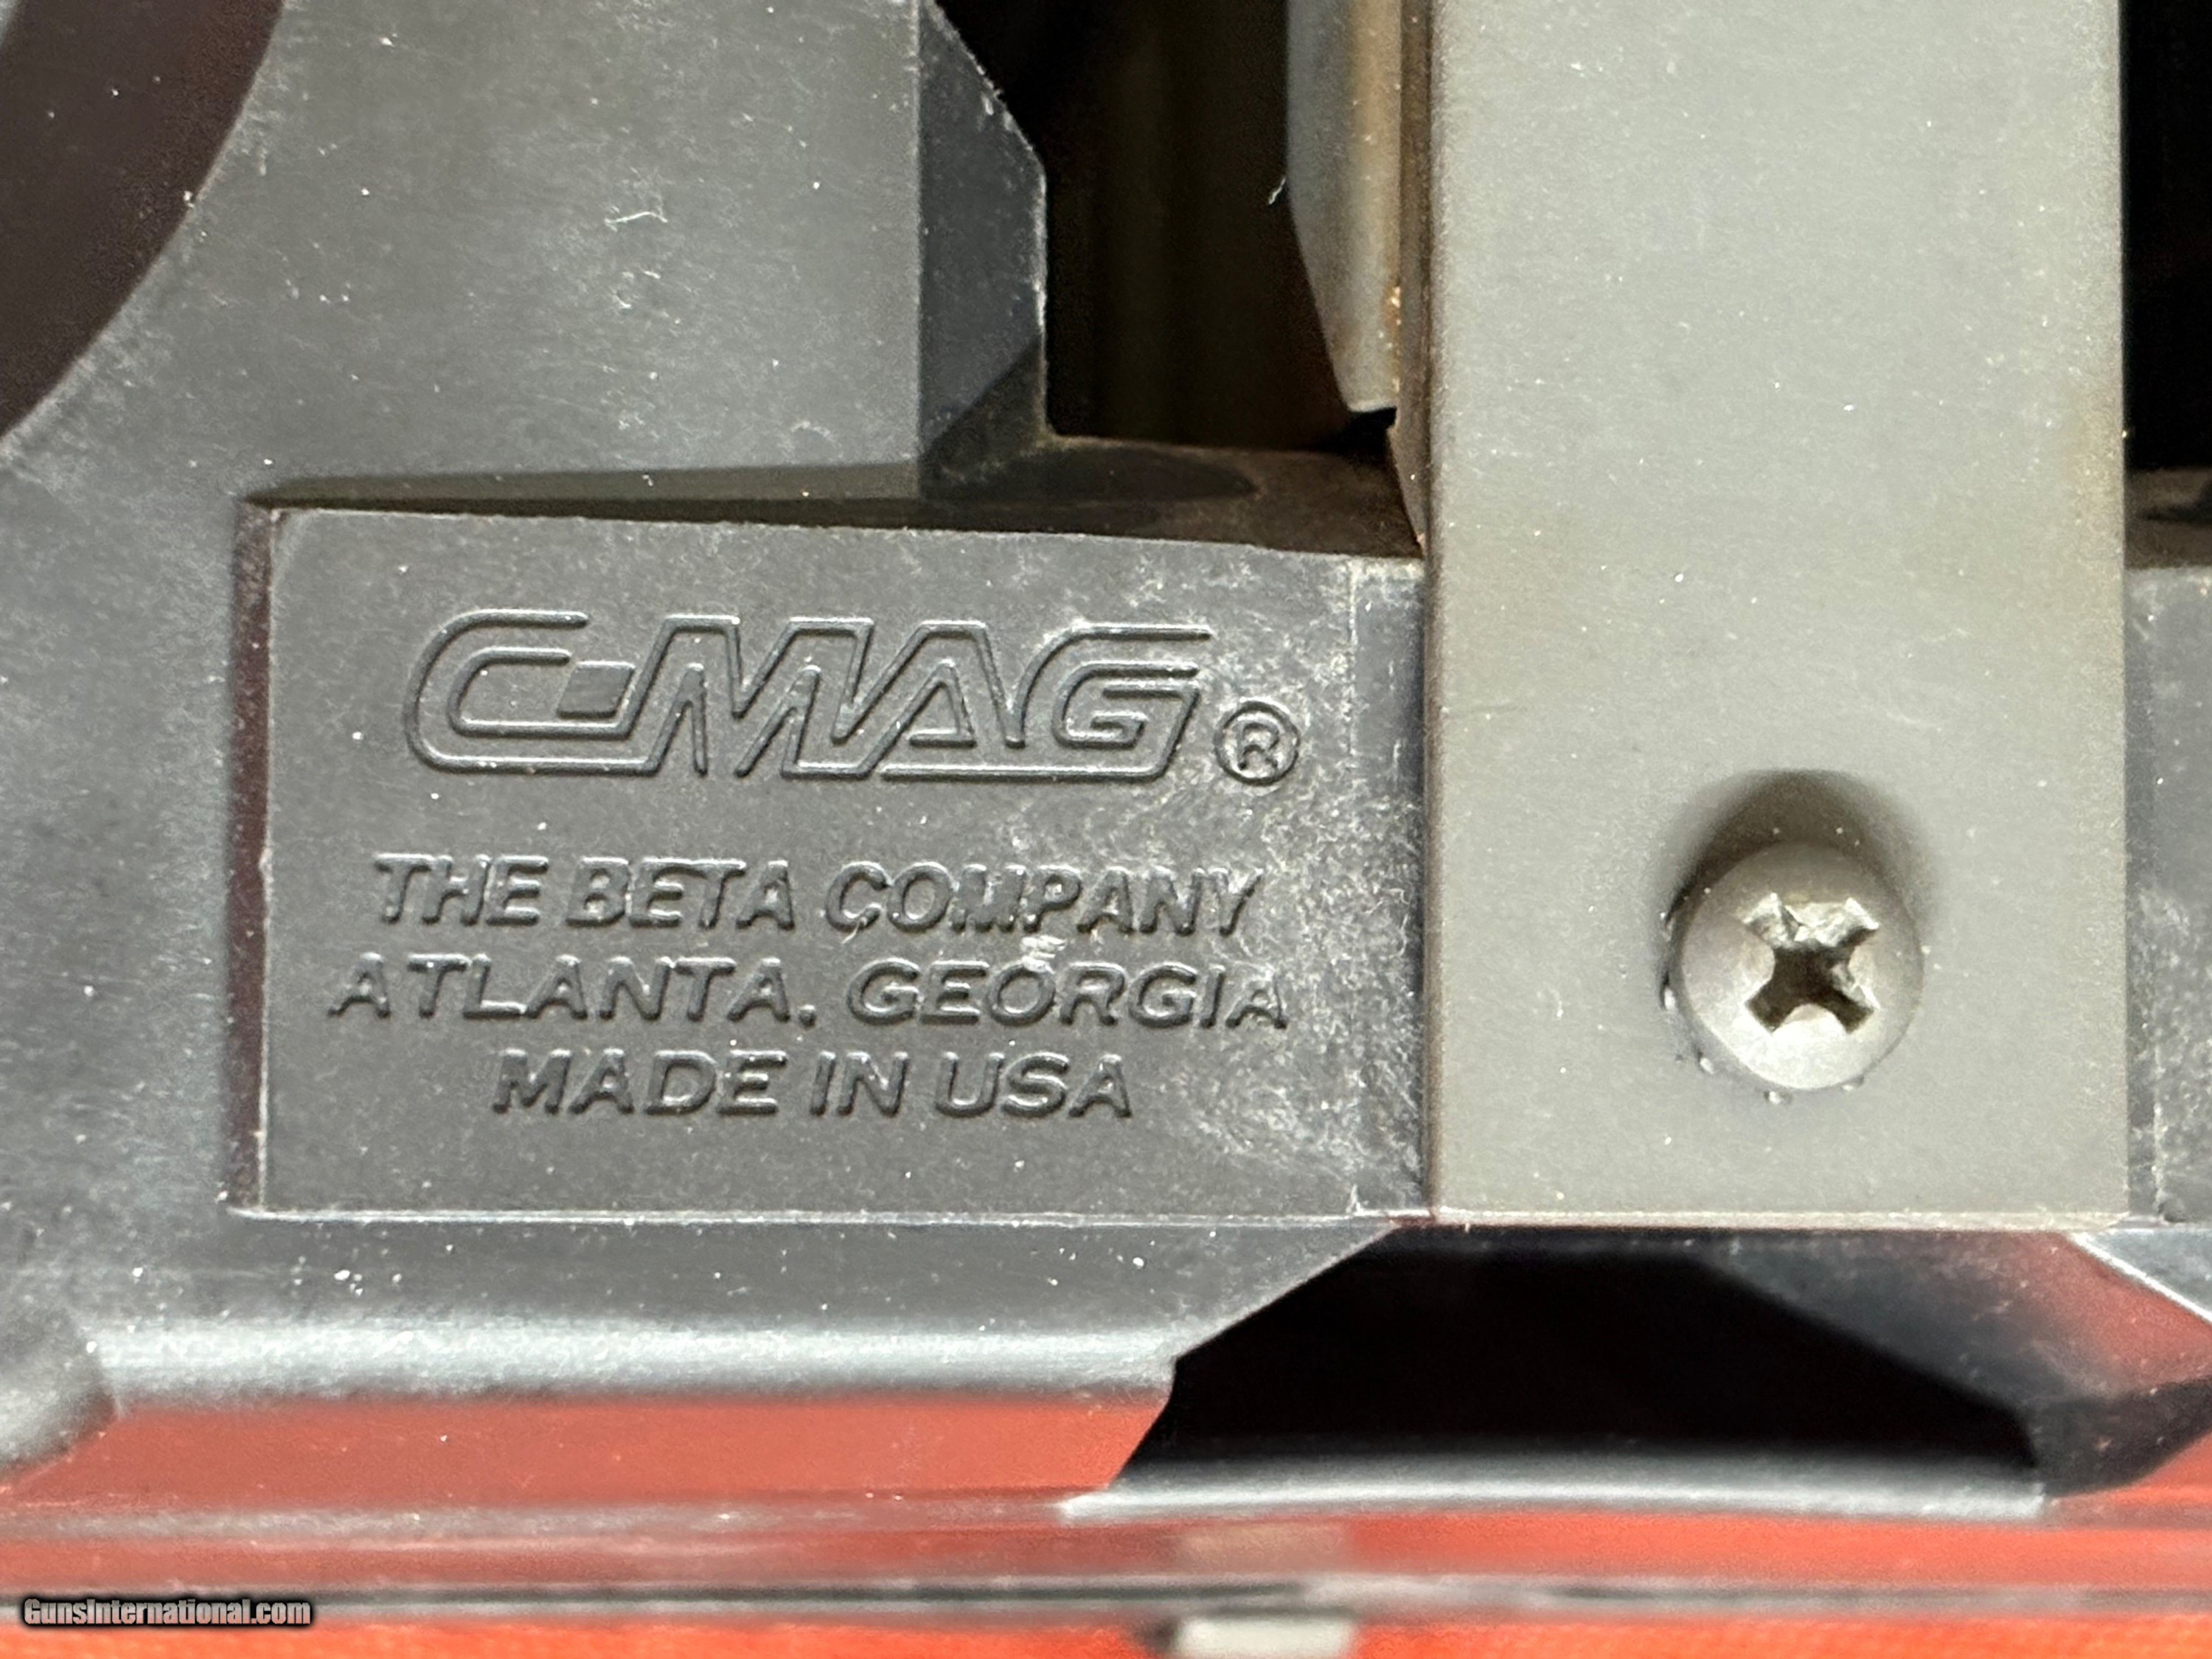 C-MAG®
THE BETA COMPANY
ATLANTA, GEORGIA
MADE IN USA
GunsInternational.com